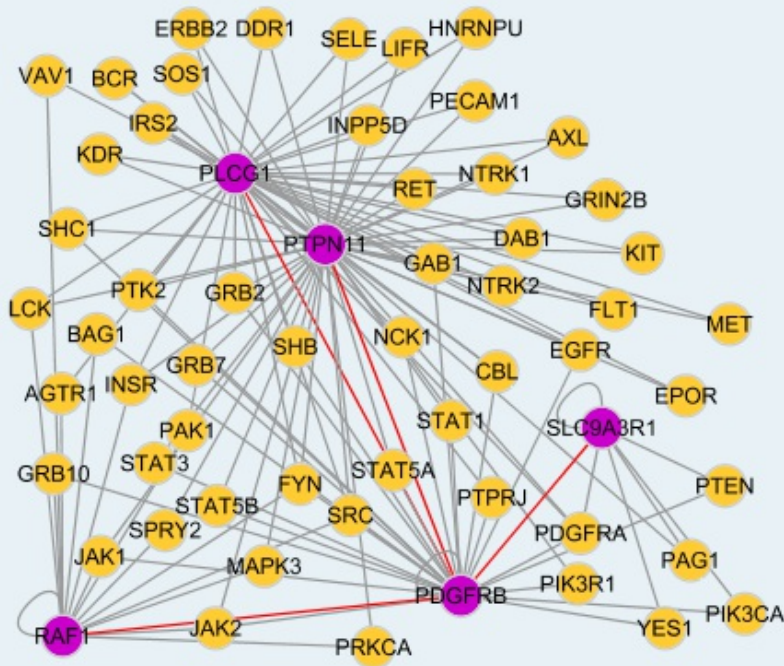 ERBB2
DDR1
SELE
LIFR
HNRNPU
VAV1
BCR
SOS1
PECAM1
IRS2
INPP5D
AXL
KDR
PLCG1
RET
NTRK1
GRIN2B
SHC1
PTPN11
DAB1
KIT
GAB1
LCK
PTK2
GRB2
NTRK2
FLT1
MET
BAG1
SHB
NCK1
EGFR
GRB7
CBL
AGTR1
INSR
EPOR
PAK1
STAT1
SLC9A3R1
GRB10
STAT3
STAT5A
FYN
PTEN
STAT5B
SRC
PTPRJ
SPRY2
PDGFRA
JAK1
MAPK3
PAG1
PDGFRB
PIK3R1
PIK3CA
RAF1
JAK2
YES1
PRKCA